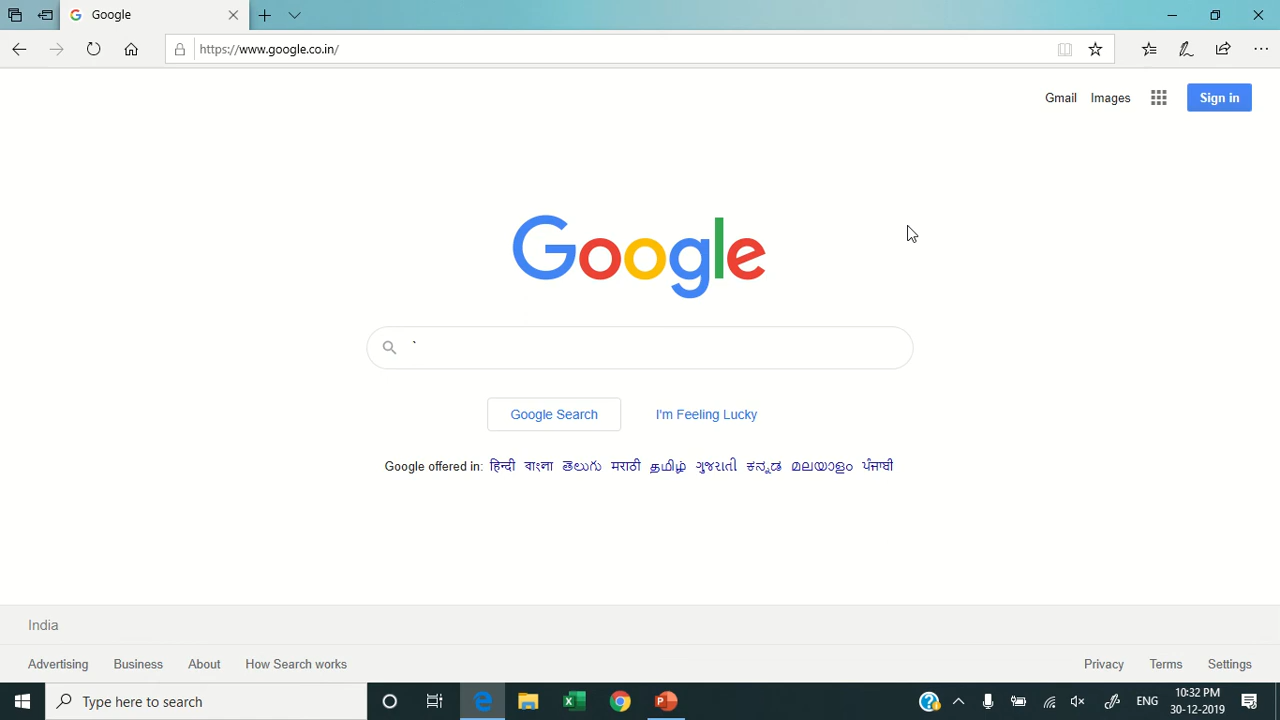 Google
https://www.google.co.in/
Gmail Images Sign in
Google
`
Google Search I'm Feeling Lucky
Google offered in: हिन्दी বাংলা తెలుగు मराठी தமிழ் ગુજરાતી ಕನ್ನಡ മലയാളം ਪੰਜਾਬੀ
India
Advertising Business About How Search works Privacy Terms Settings
Type here to search ENG 10:32 PM
30-12-2019